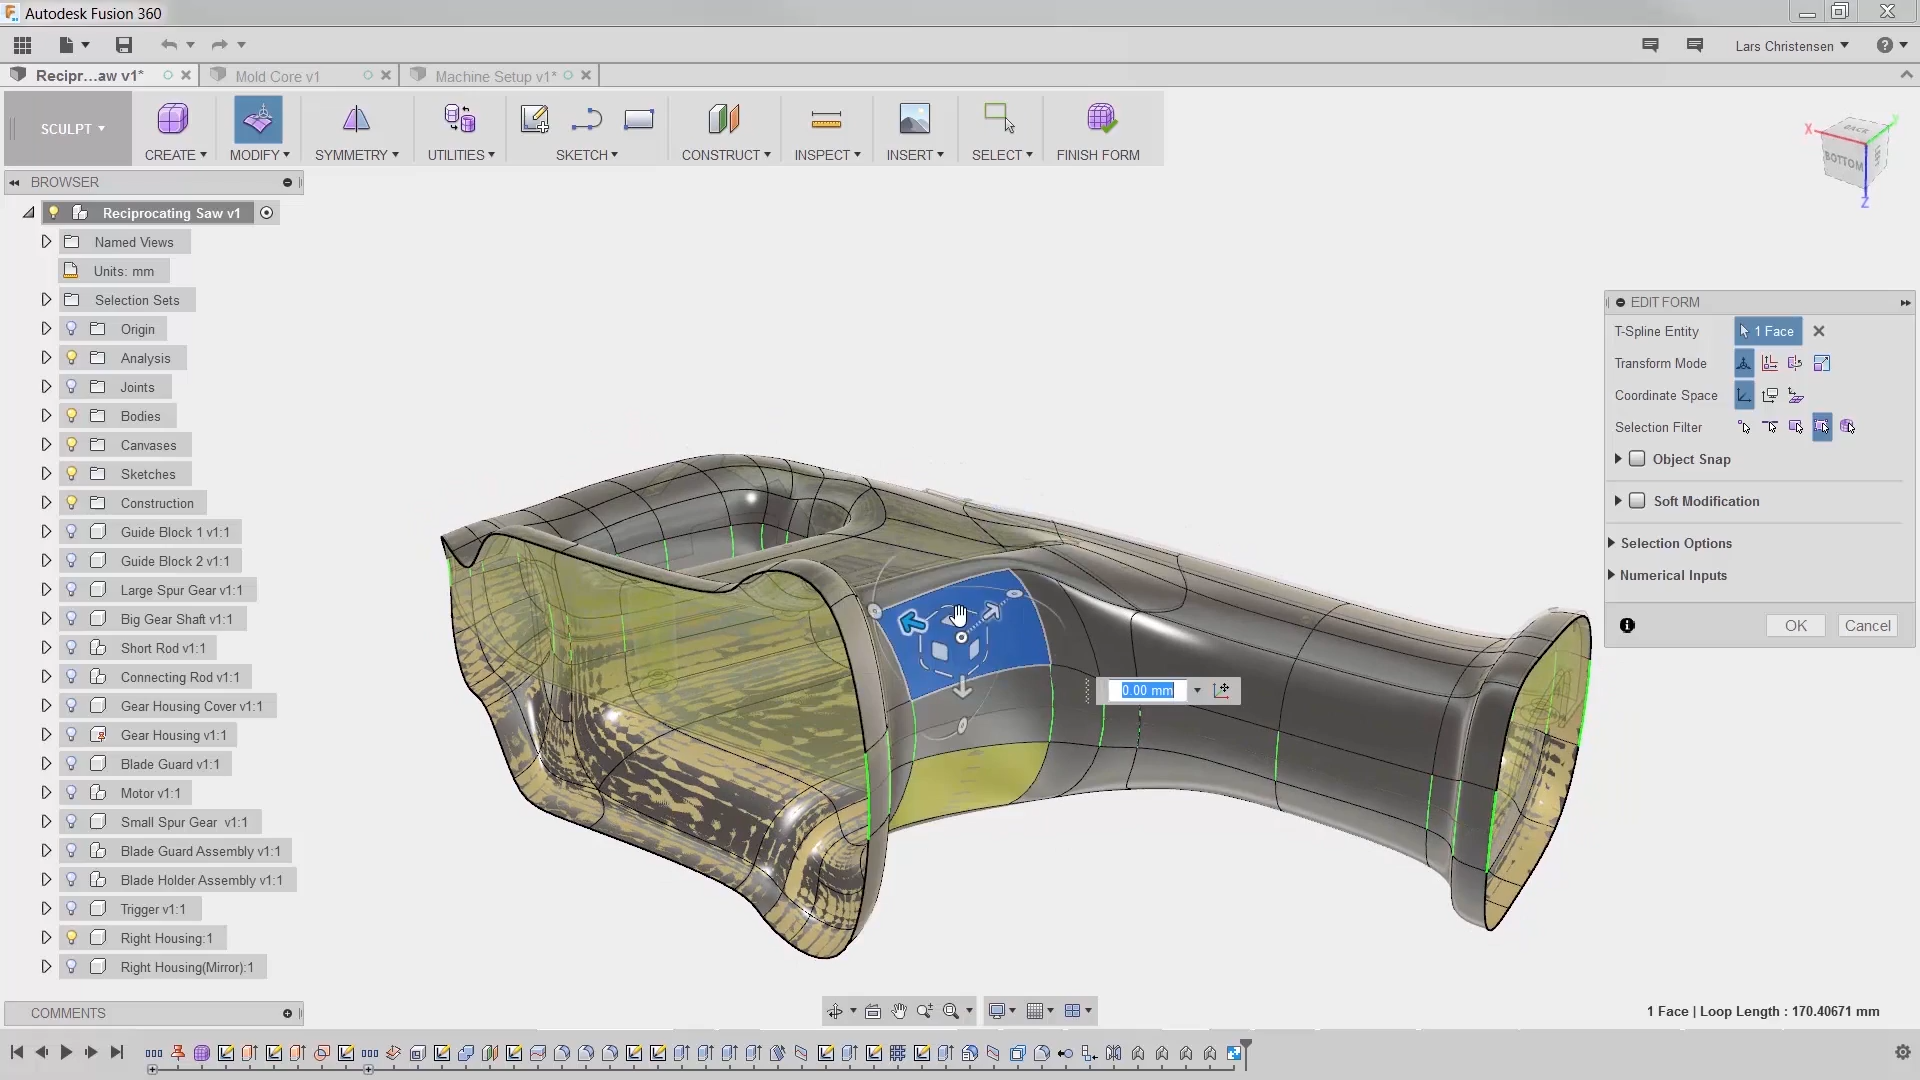 Autodesk Fusion 360
Lars Christensen
Recipr...aw v1*
Mold Core v1
Machine Setup v1*
SCULPT
CREATE
MODIFY
SYMMETRY
UTILITIES
SKETCH
CONSTRUCT
INSPECT
INSERT
SELECT
FINISH FORM
X
Y
BACK
BOTTOM
Z
BROWSER
Reciprocating Saw v1
Named Views
Units: mm
Selection Sets
Origin
Analysis
Joints
Bodies
Canvases
Sketches
Construction
Guide Block 1 v1:1
Guide Block 2 v1:1
Large Spur Gear v1:1
Big Gear Shaft v1:1
Short Rod v1:1
Connecting Rod v1:1
Gear Housing Cover v1:1
Gear Housing v1:1
Blade Guard v1:1
Motor v1:1
Small Spur Gear v1:1
Blade Guard Assembly v1:1
Blade Holder Assembly v1:1
Trigger v1:1
Right Housing:1
Right Housing(Mirror):1
COMMENTS
0.00 mm
EDIT FORM
T-Spline Entity
1 Face
Transform Mode
Coordinate Space
Selection Filter
Object Snap
Soft Modification
Selection Options
Numerical Inputs
OK
Cancel
1 Face | Loop Length : 170.40671 mm